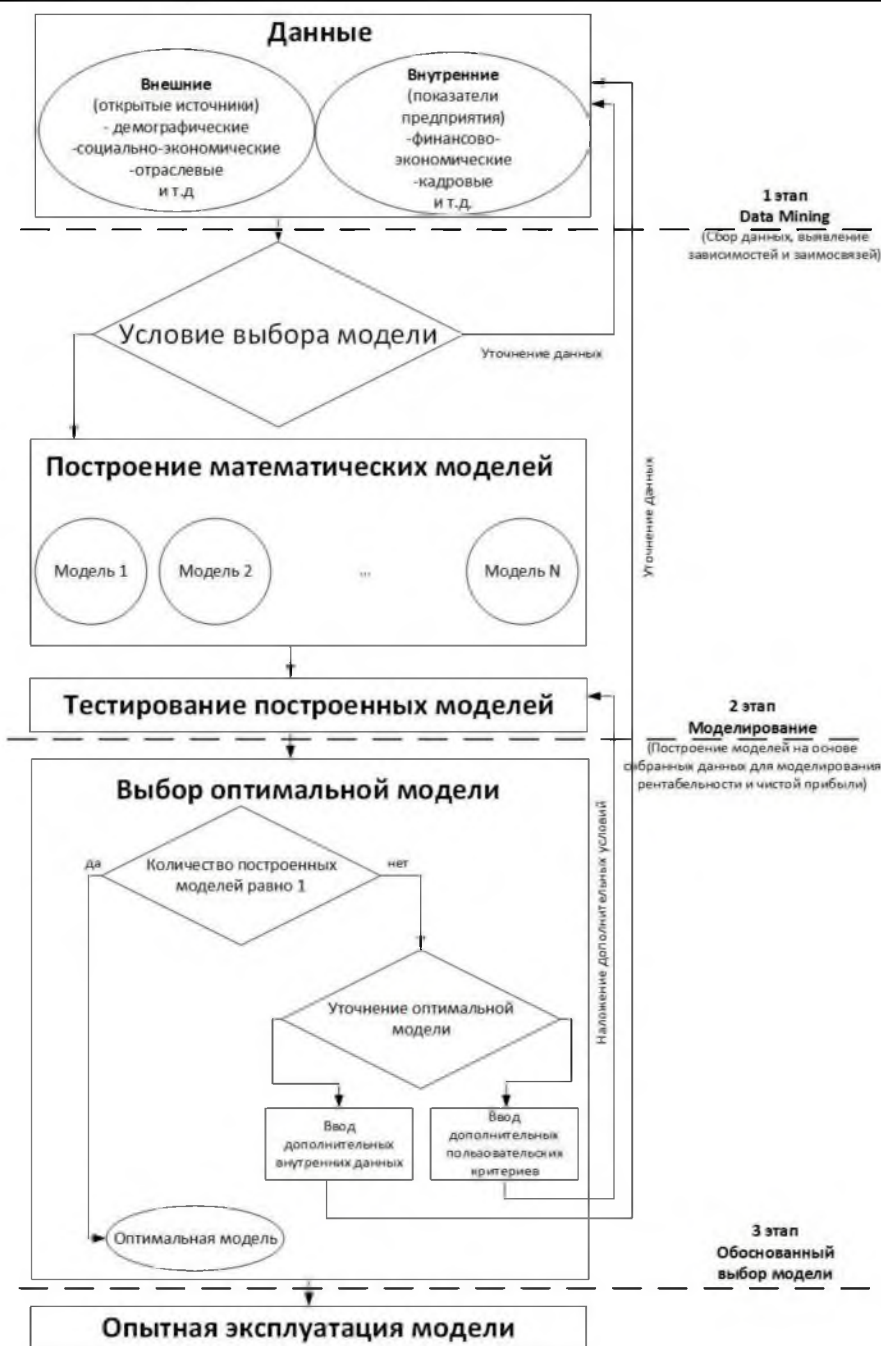 Данные
Внешние
(открытые источники)
- демографические
-социально-экономические
-отраслевые
и т.д
Внутренние
(показатели
предприятия)
-финансово-
экономические
-кадровые
и т.д.
1 этап
Data Mining
(Сбор данных, выявление
зависимостей и заимосвязей)
Условие выбора модели
Уточнение данных
Построение математических моделей
Модель 1
Модель 2
...
Модель N
Уточнение данных
Тестирование построенных моделей
2 этап
Моделирование
(Построение моделей на основе
собранных данных для моделирования
рентабельности и чистой прибыли)
Выбор оптимальной модели
да
Количество построенных
моделей равно 1
нет
Наложение дополнительных условий
Уточнение оптимальной
модели
Ввод
дополнительных
внутренних данных
Ввод
дополнительных
пользовательских
критериев
Оптимальная модель
3 этап
Обоснованный
выбор модели
Опытная эксплуатация модели